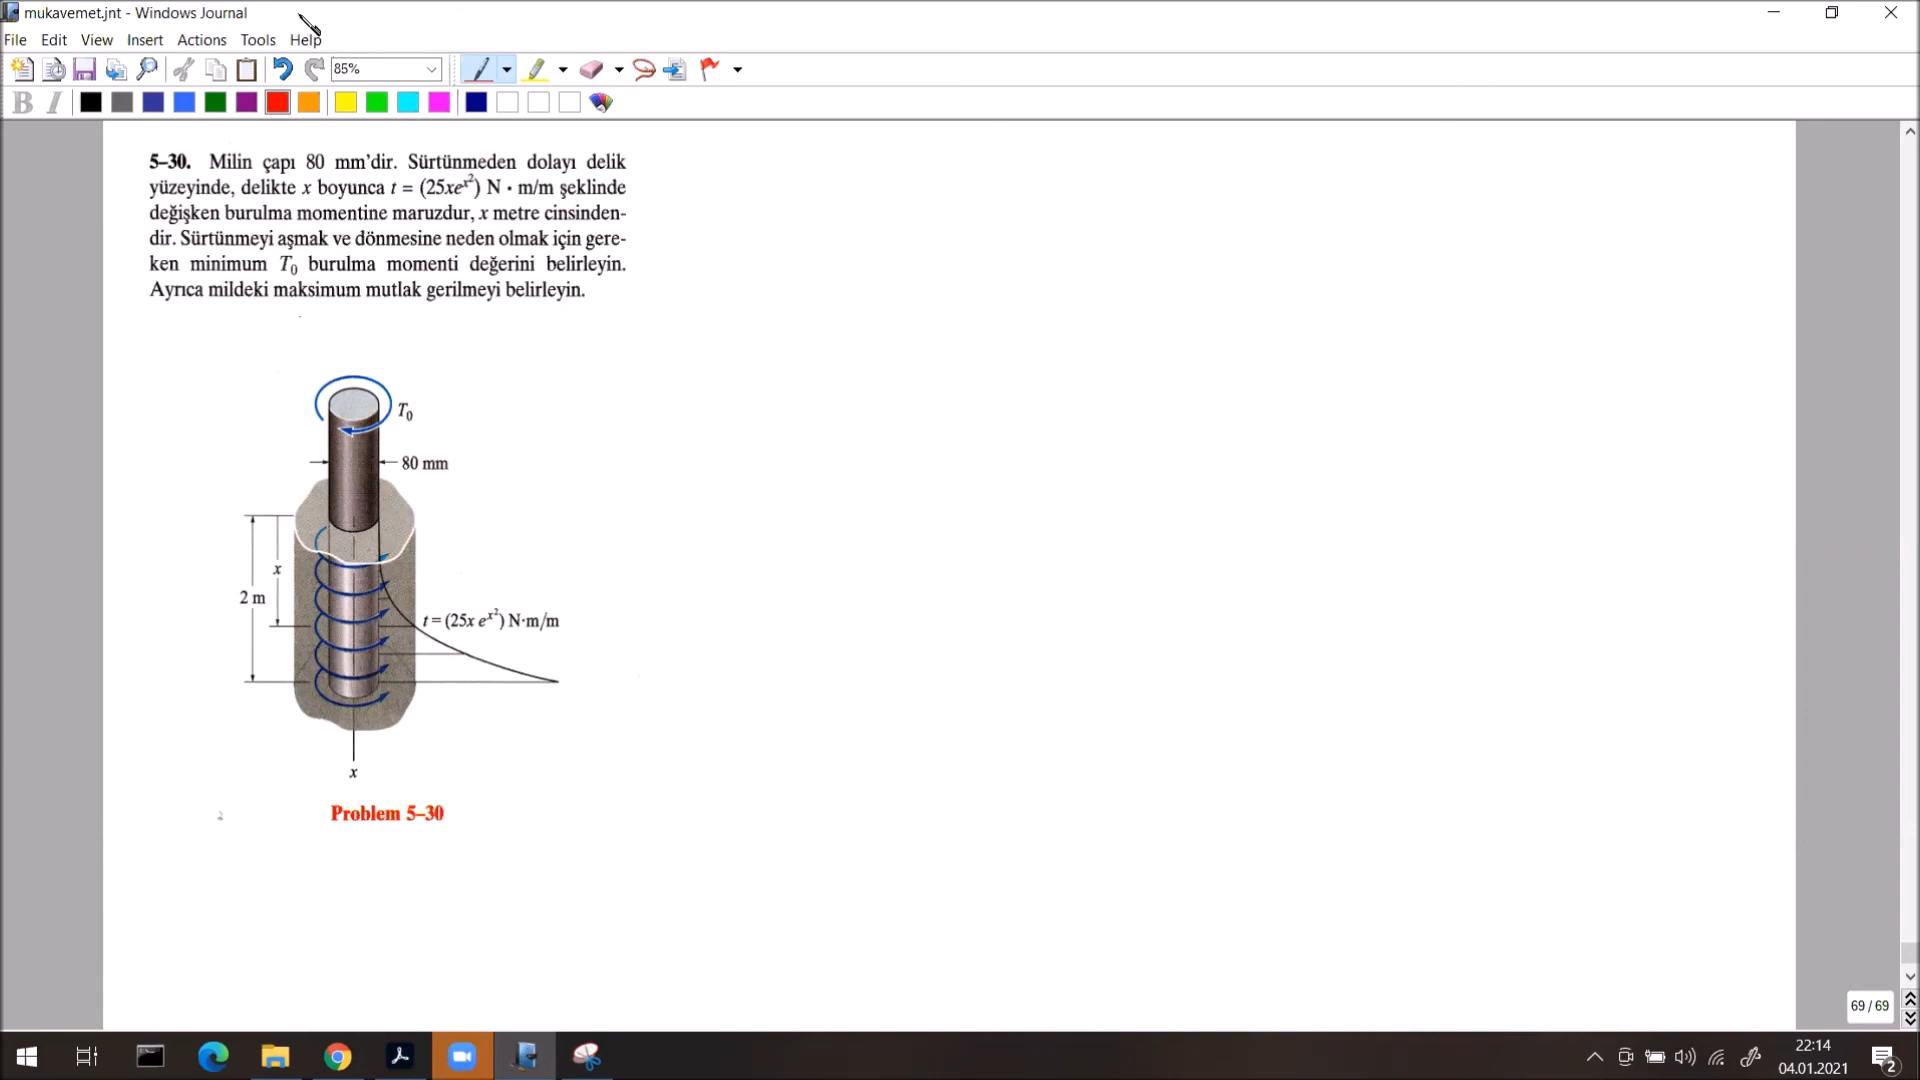 mukavemet.jnt - Windows Journal
File Edit View Insert Actions Tools Help
85%
B I
5–30. Milin çapı 80 mm’dir. Sürtünmeden dolayı delik
yüzeyinde, delikte x boyunca t = (25xeˣ²) N · m/m şeklinde
değişken burulma momentine maruzdur, x metre cinsinden-
dir. Sürtünmeyi aşmak ve dönmesine neden olmak için gere-
ken minimum T₀ burulma momenti değerini belirleyin.
Ayrıca mildeki maksimum mutlak gerilmeyi belirleyin.
T₀
80 mm
x
2 m
t = (25x eˣ²) N·m/m
x
Problem 5–30
69 / 69
22:14
04.01.2021
2